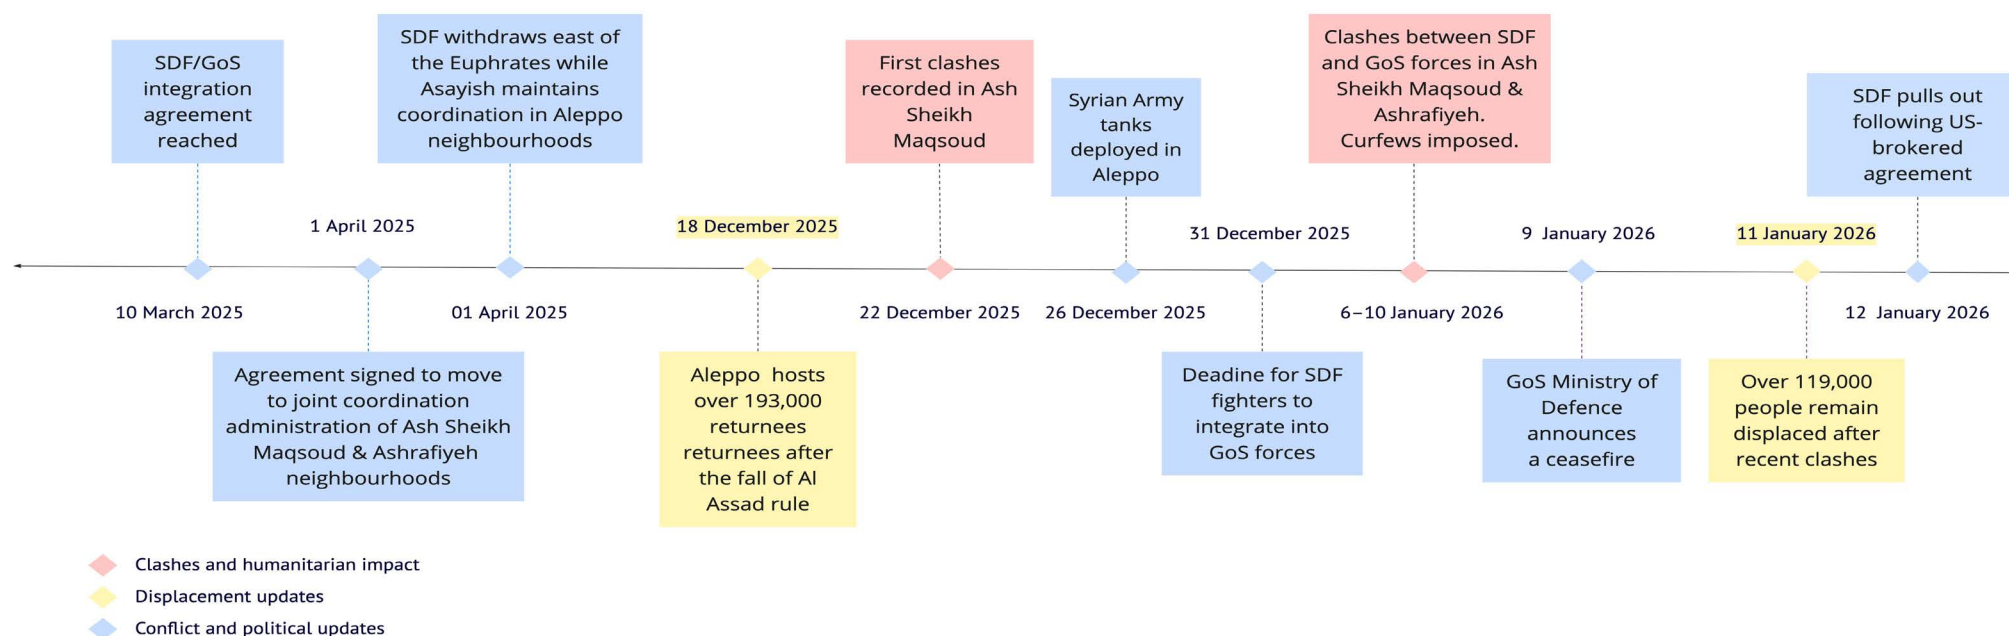 SDF/GoS
integration
agreement
reached
10 March 2025
1 April 2025
Agreement signed to move
to joint coordination
administration of Ash Sheikh
Maqsoud & Ashrafiyeh
neighbourhoods
SDF withdraws east of
the Euphrates while
Asayish maintains
coordination in Aleppo
neighbourhoods
01 April 2025
18 December 2025
Aleppo hosts
over 193,000
returnees
returnees after
the fall of Al
Assad rule
First clashes
recorded in Ash
Sheikh
Maqsoud
22 December 2025
Syrian Army
tanks
deployed in
Aleppo
26 December 2025
31 December 2025
Deadine for SDF
fighters to
integrate into
GoS forces
Clashes between SDF
and GoS forces in Ash
Sheikh Maqsoud &
Ashrafiyeh.
Curfews imposed.
6–10 January 2026
9 January 2026
GoS Ministry of
Defence
announces
a ceasefire
11 January 2026
Over 119,000
people remain
displaced after
recent clashes
SDF pulls out
following US-
brokered
agreement
12 January 2026
Clashes and humanitarian impact
Displacement updates
Conflict and political updates